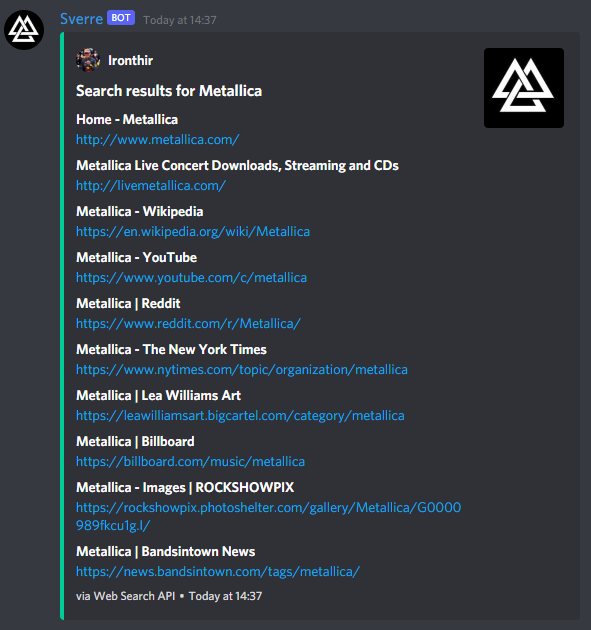 Sverre BOT Today at 14:37
Ironthir
Search results for Metallica
Home - Metallica
http://www.metallica.com/
Metallica Live Concert Downloads, Streaming and CDs
http://livemetallica.com/
Metallica - Wikipedia
https://en.wikipedia.org/wiki/Metallica
Metallica - YouTube
https://www.youtube.com/c/metallica
Metallica | Reddit
https://www.reddit.com/r/Metallica/
Metallica - The New York Times
https://www.nytimes.com/topic/organization/metallica
Metallica | Lea Williams Art
https://leawilliamsart.bigcartel.com/category/metallica
Metallica | Billboard
https://billboard.com/music/metallica
Metallica - Images | ROCKSHOWPIX
https://rockshowpix.photoshelter.com/gallery/Metallica/G0000
989fkcu1g.I/
Metallica | Bandsintown News
https://news.bandsintown.com/tags/metallica/
via Web Search API • Today at 14:37